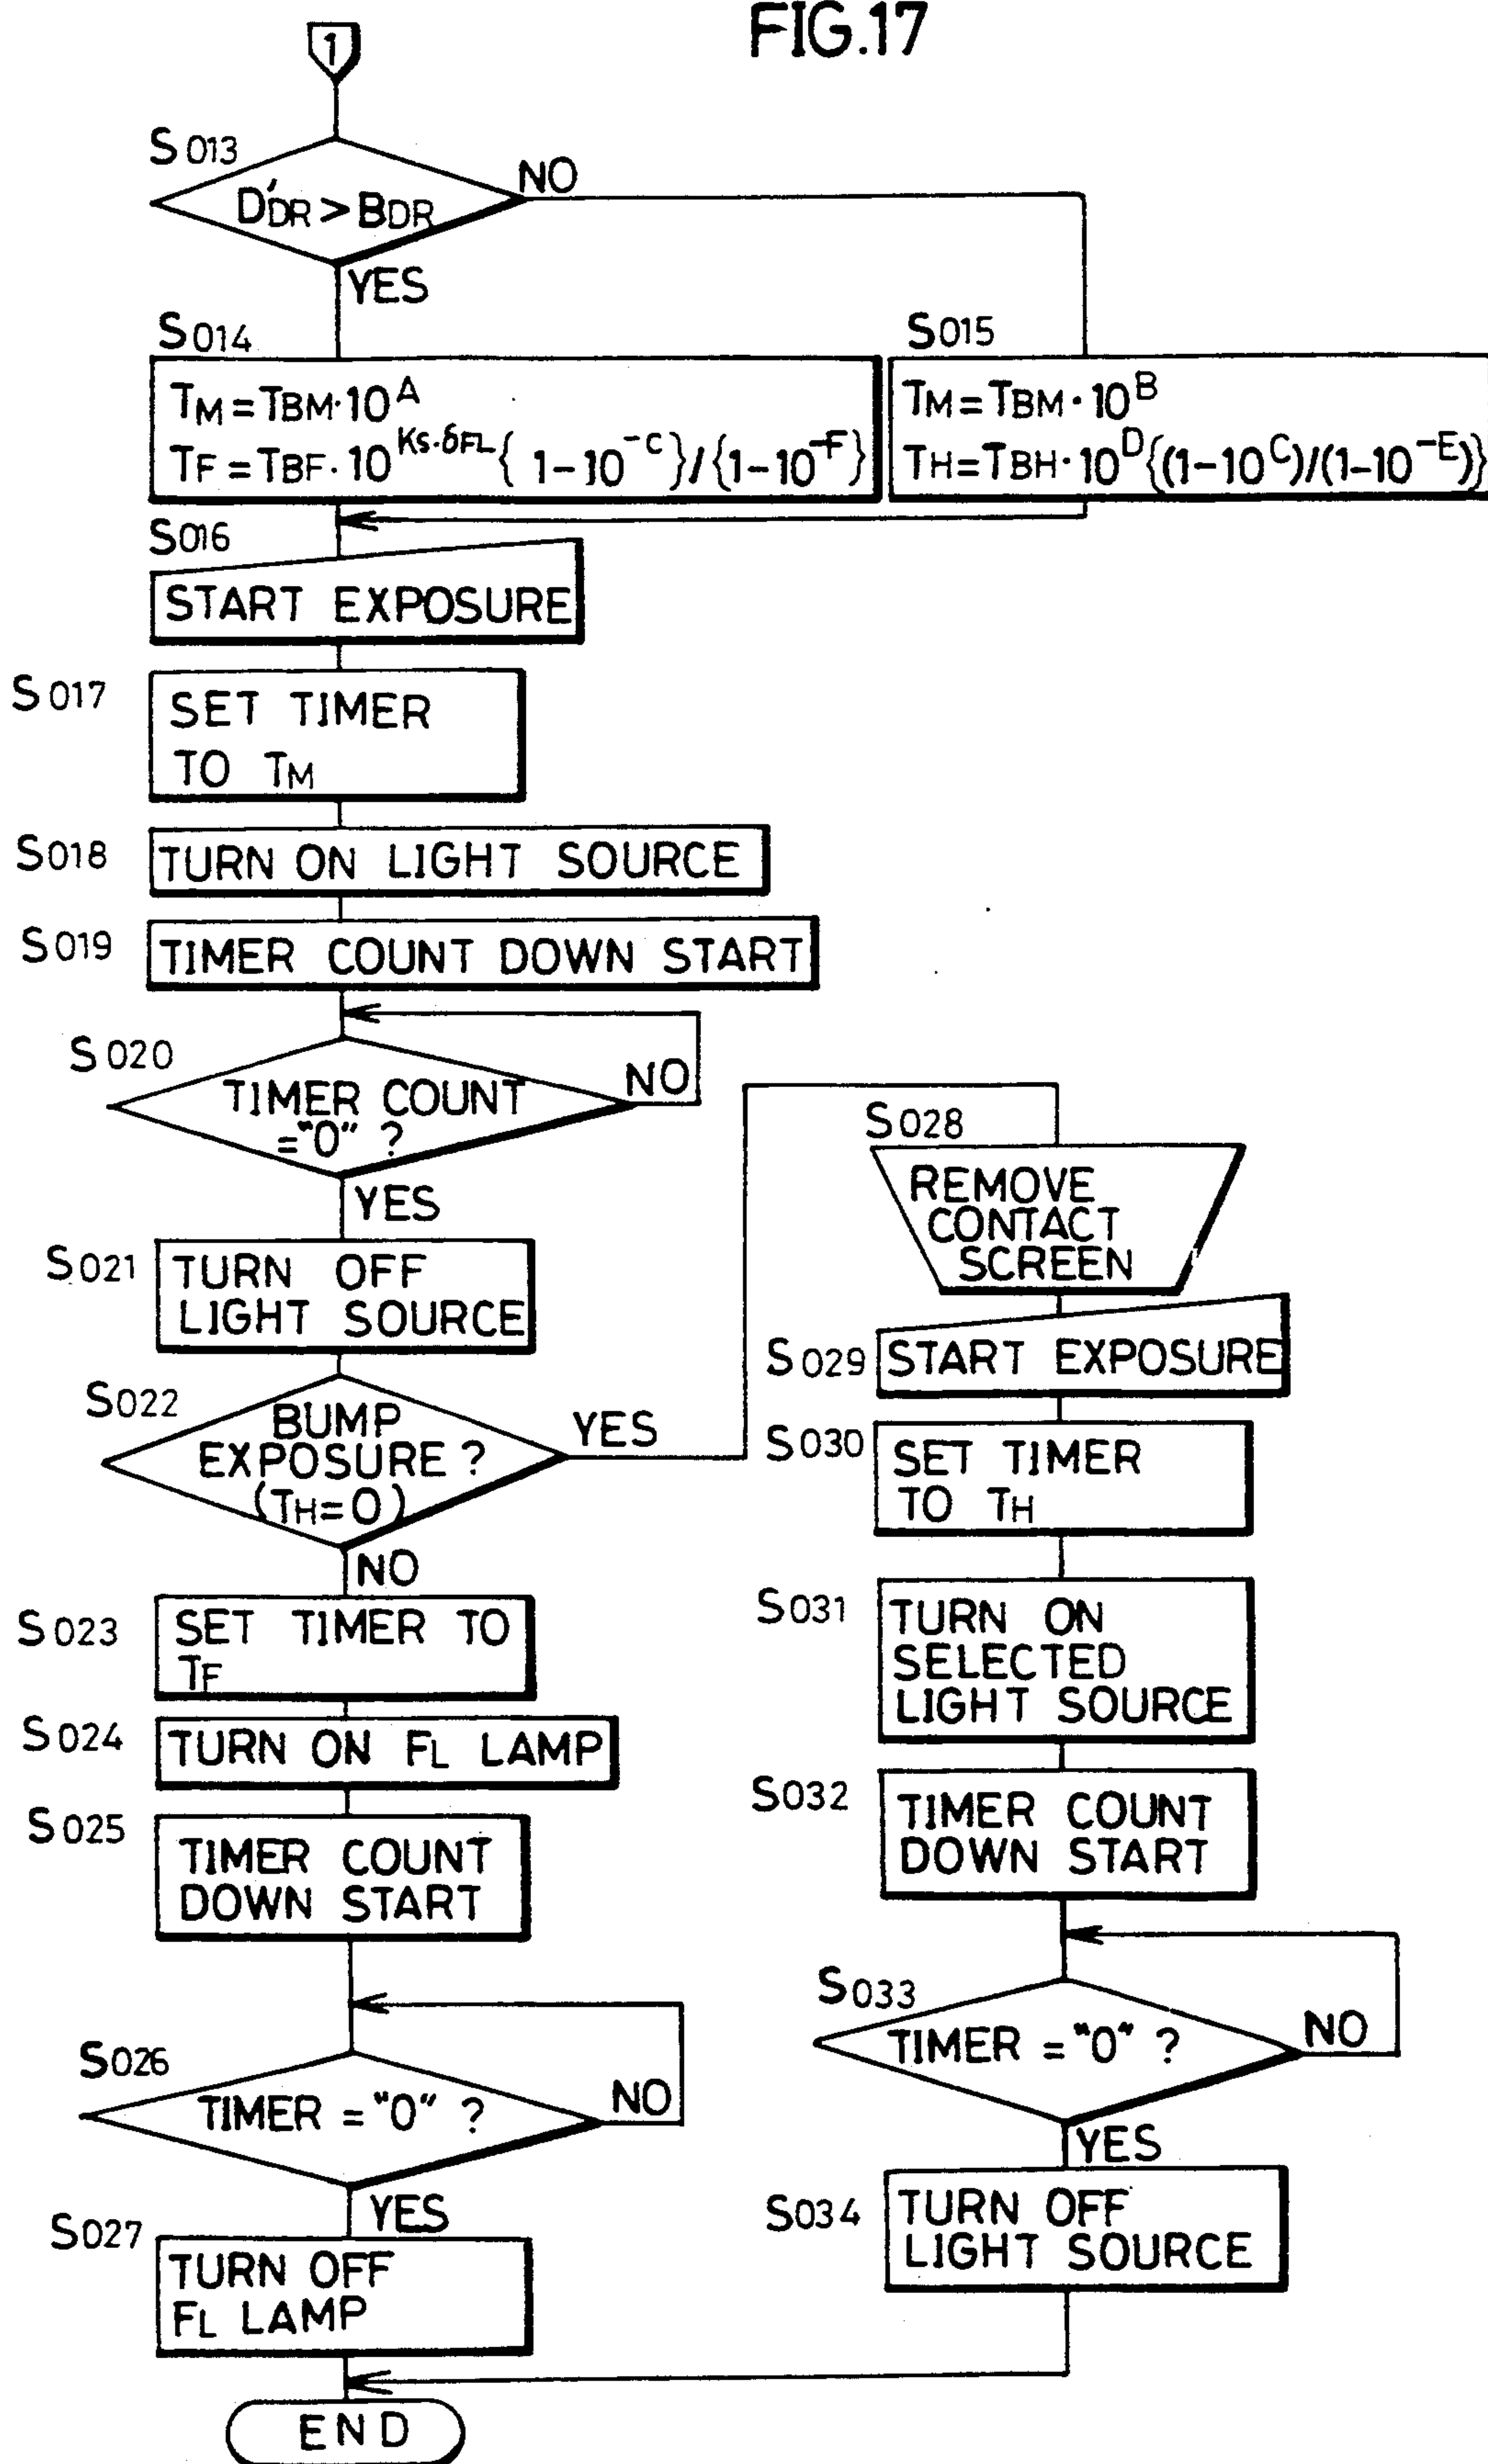 FIG.17
1
S013
D'DR > BDR
NO
YES
S014
TM = TBM·10^A
TF = TBF·10^KS·δFL { 1-10^-C } / { 1-10^-F }
S015
TM = TBM·10^B
TH = TBH·10^D {(1-10^C)/(1-10^-E)}
S016
START EXPOSURE
S017
SET TIMER
TO TM
S018
TURN ON LIGHT SOURCE
S019
TIMER COUNT DOWN START
S020
TIMER COUNT
="0" ?
NO
YES
S021
TURN OFF
LIGHT SOURCE
S022
BUMP
EXPOSURE ?
(TH=0)
YES
NO
S023
SET TIMER TO
TF
S024
TURN ON FL LAMP
S025
TIMER COUNT
DOWN START
S026
TIMER = "0" ?
NO
YES
S027
TURN OFF
FL LAMP
S028
REMOVE
CONTACT
SCREEN
S029
START EXPOSURE
S030
SET TIMER
TO TH
S031
TURN ON
SELECTED
LIGHT SOURCE
S032
TIMER COUNT
DOWN START
S033
TIMER = "0" ?
NO
YES
S034
TURN OFF
LIGHT SOURCE
END